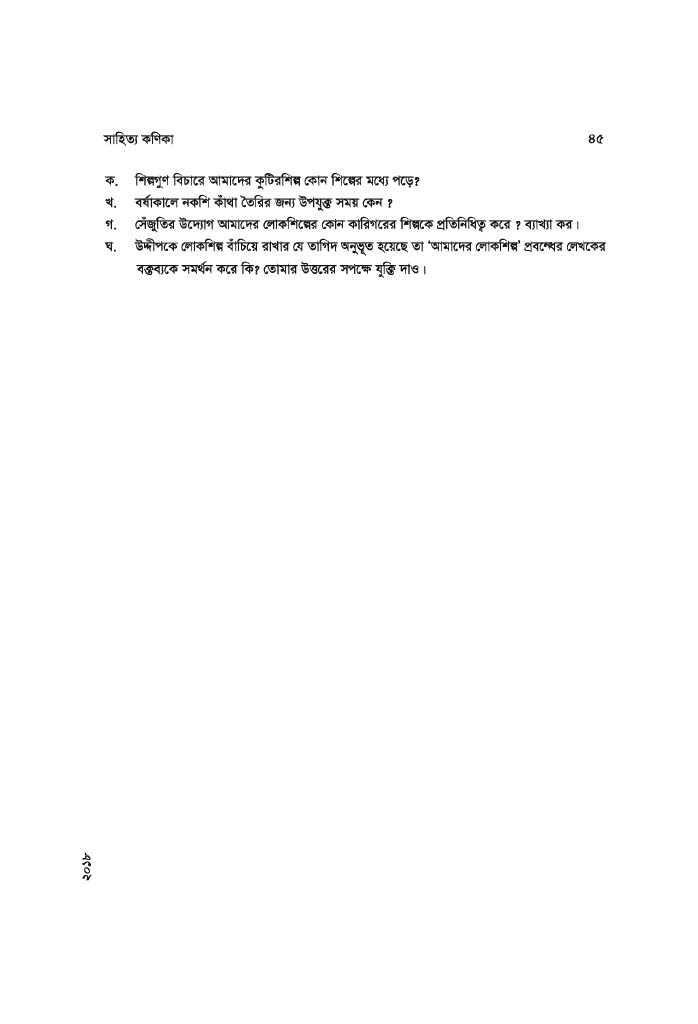 সাহিত্য কণিকা ৪৫
ক. শিল্পগুণ বিচারে আমাদের কুটিরশিল্প কোন শিল্পের মধ্যে পড়ে?
খ. বর্ষাকালে নকশি কাঁথা তৈরির জন্য উপযুক্ত সময় কেন ?
গ. সেঁজুতির উদ্যোগ আমাদের লোকশিল্পের কোন কারিগরের শিল্পকে প্রতিনিধিত্ব করে ? ব্যাখ্যা কর।
ঘ. উদ্দীপকে লোকশিল্প বাঁচিয়ে রাখার যে তাগিদ অনুভূত হয়েছে তা ‘আমাদের লোকশিল্প’ প্রবন্ধের লেখকের
বক্তব্যকে সমর্থন করে কি? তোমার উত্তরের সপক্ষে যুক্তি দাও।
২০১৮